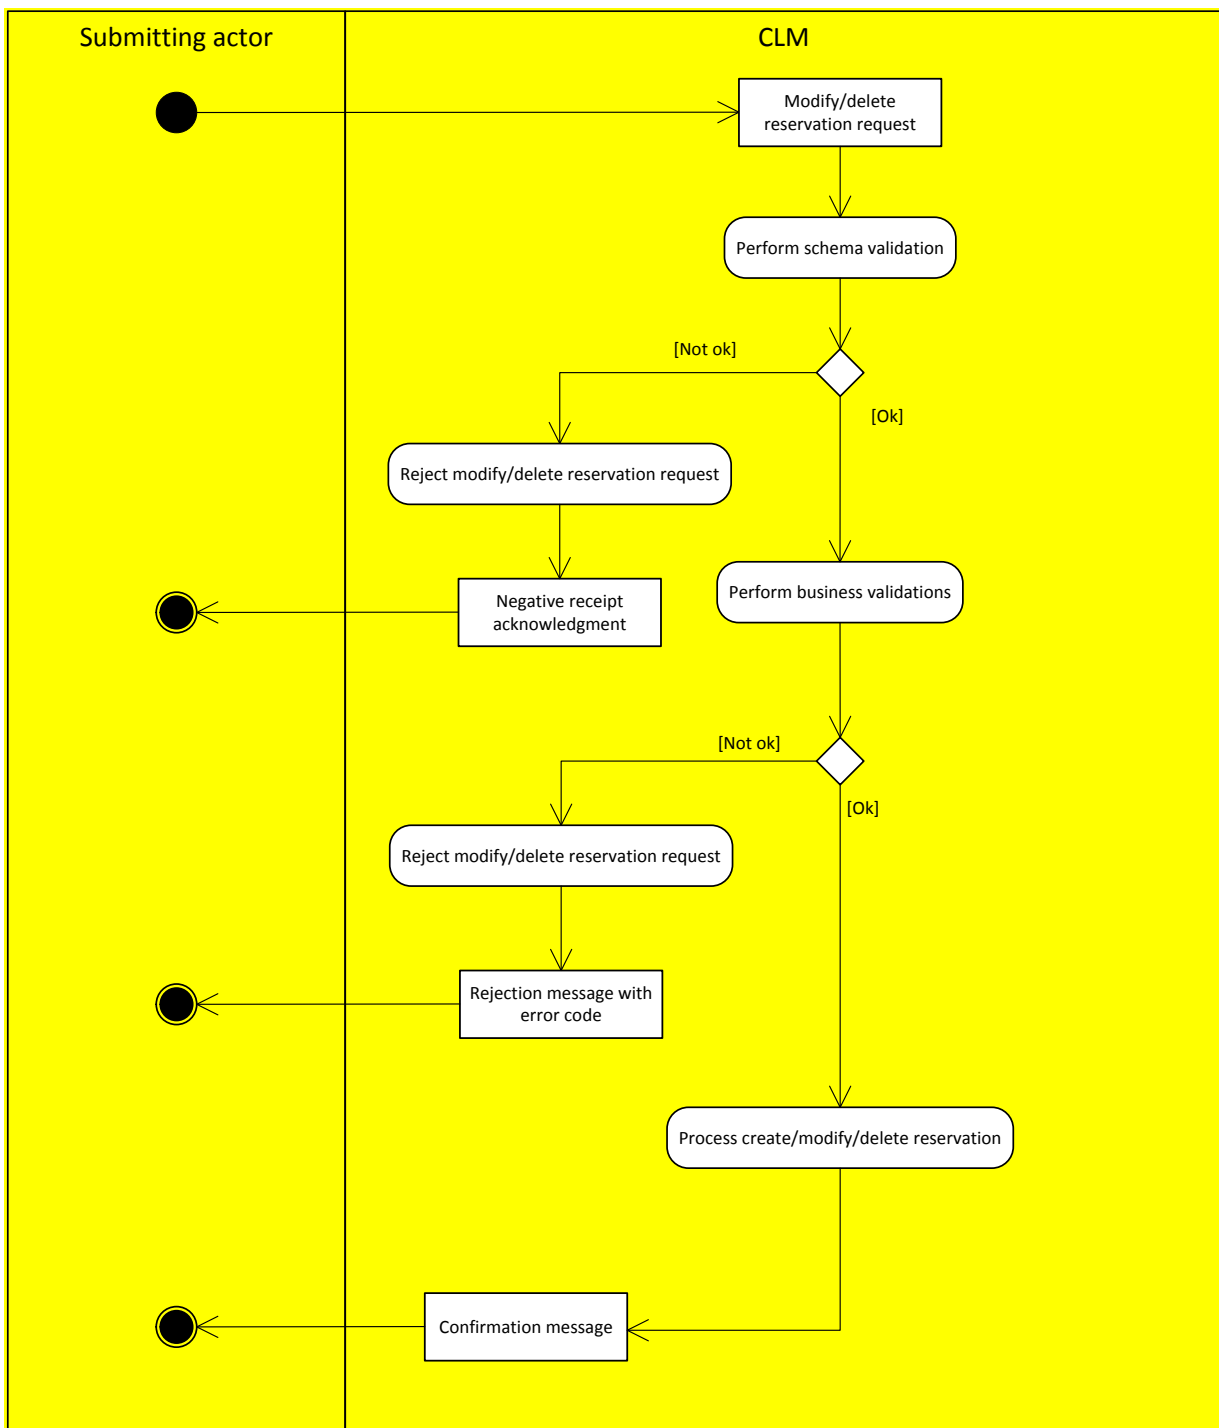 Submitting actor
CLM
Modify/delete
reservation request
Perform schema validation
[Not ok]
[Ok]
Reject modify/delete reservation request
Negative receipt
acknowledgment
Perform business validations
[Not ok]
[Ok]
Reject modify/delete reservation request
Rejection message with
error code
Process create/modify/delete reservation
Confirmation message